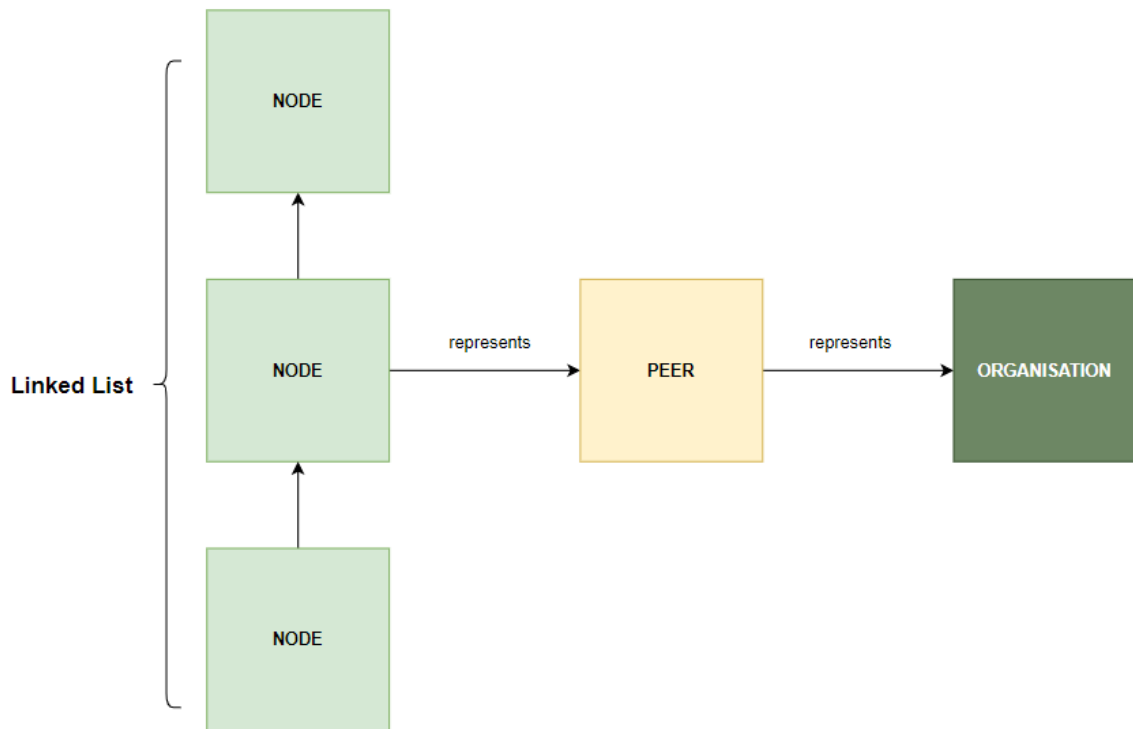 NODE
Linked List
NODE
represents
PEER
represents
ORGANISATION
NODE